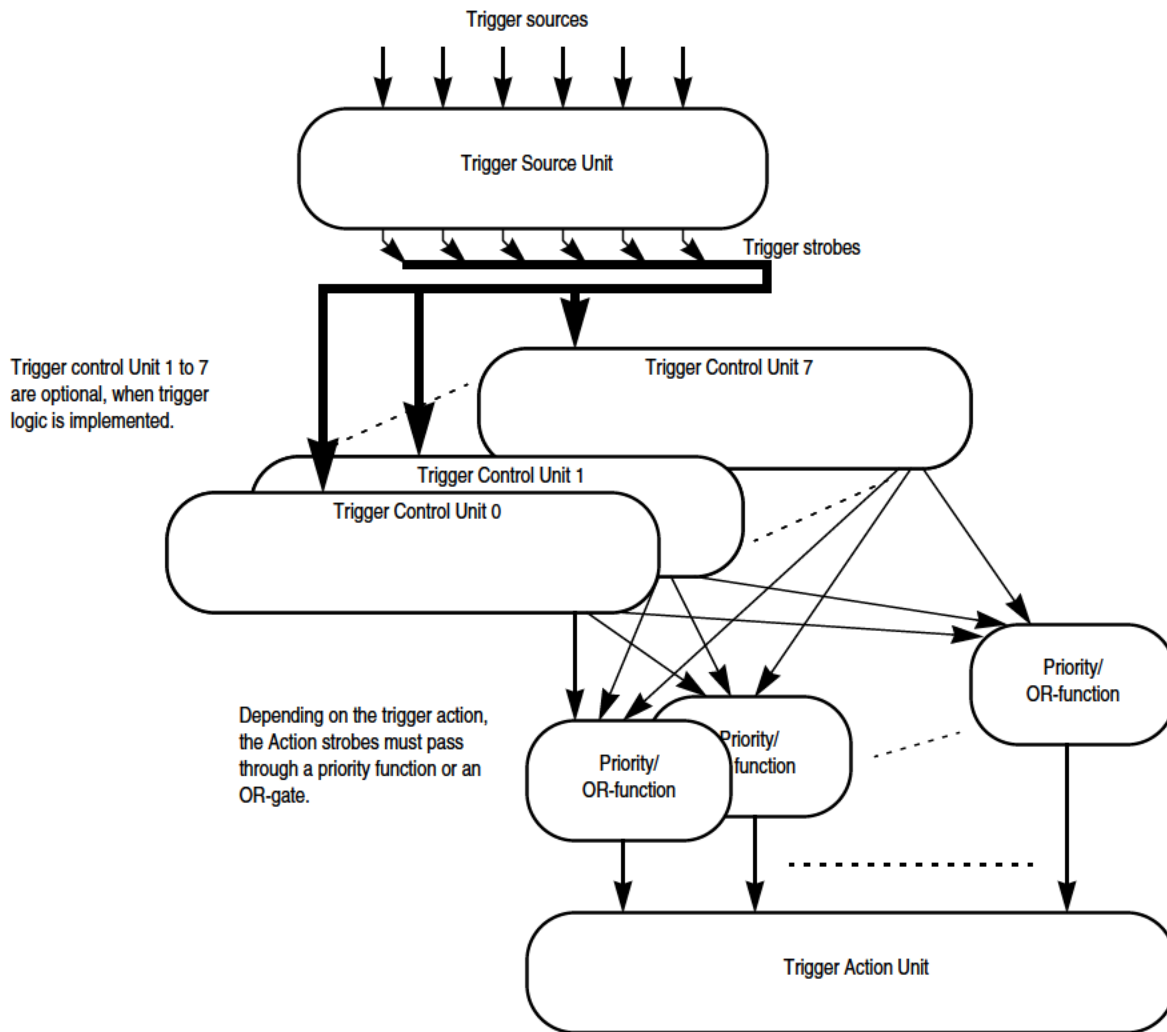 Trigger sources
Trigger Source Unit
Trigger strobes
Trigger control Unit 1 to 7
are optional, when trigger
logic is implemented.
Trigger Control Unit 7
Trigger Control Unit 1
Trigger Control Unit 0
Priority/
OR-function
Depending on the trigger action,
the Action strobes must pass
through a priority function or an
OR-gate.
Priority/
function
Priority/
OR-function
Trigger Action Unit